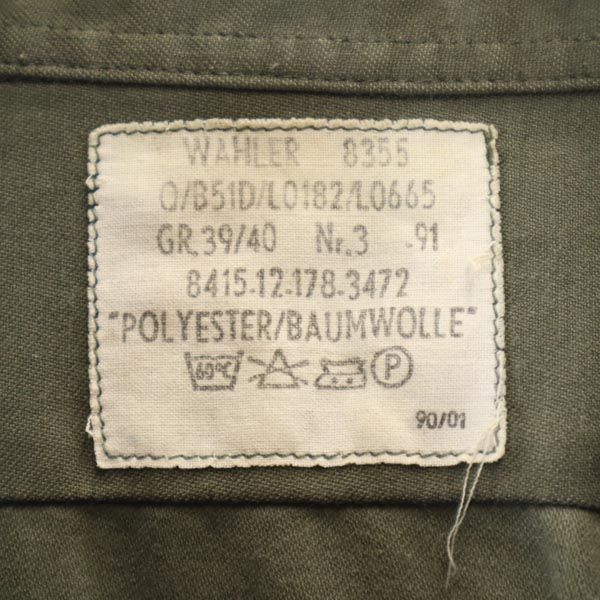 WAHLER 8355
Q/B51D/L0182/L0665
GR.39/40 Nr.3 -91
8415-12-178-3472
"POLYESTER/BAUMWOLLE"
60°C P
90/01